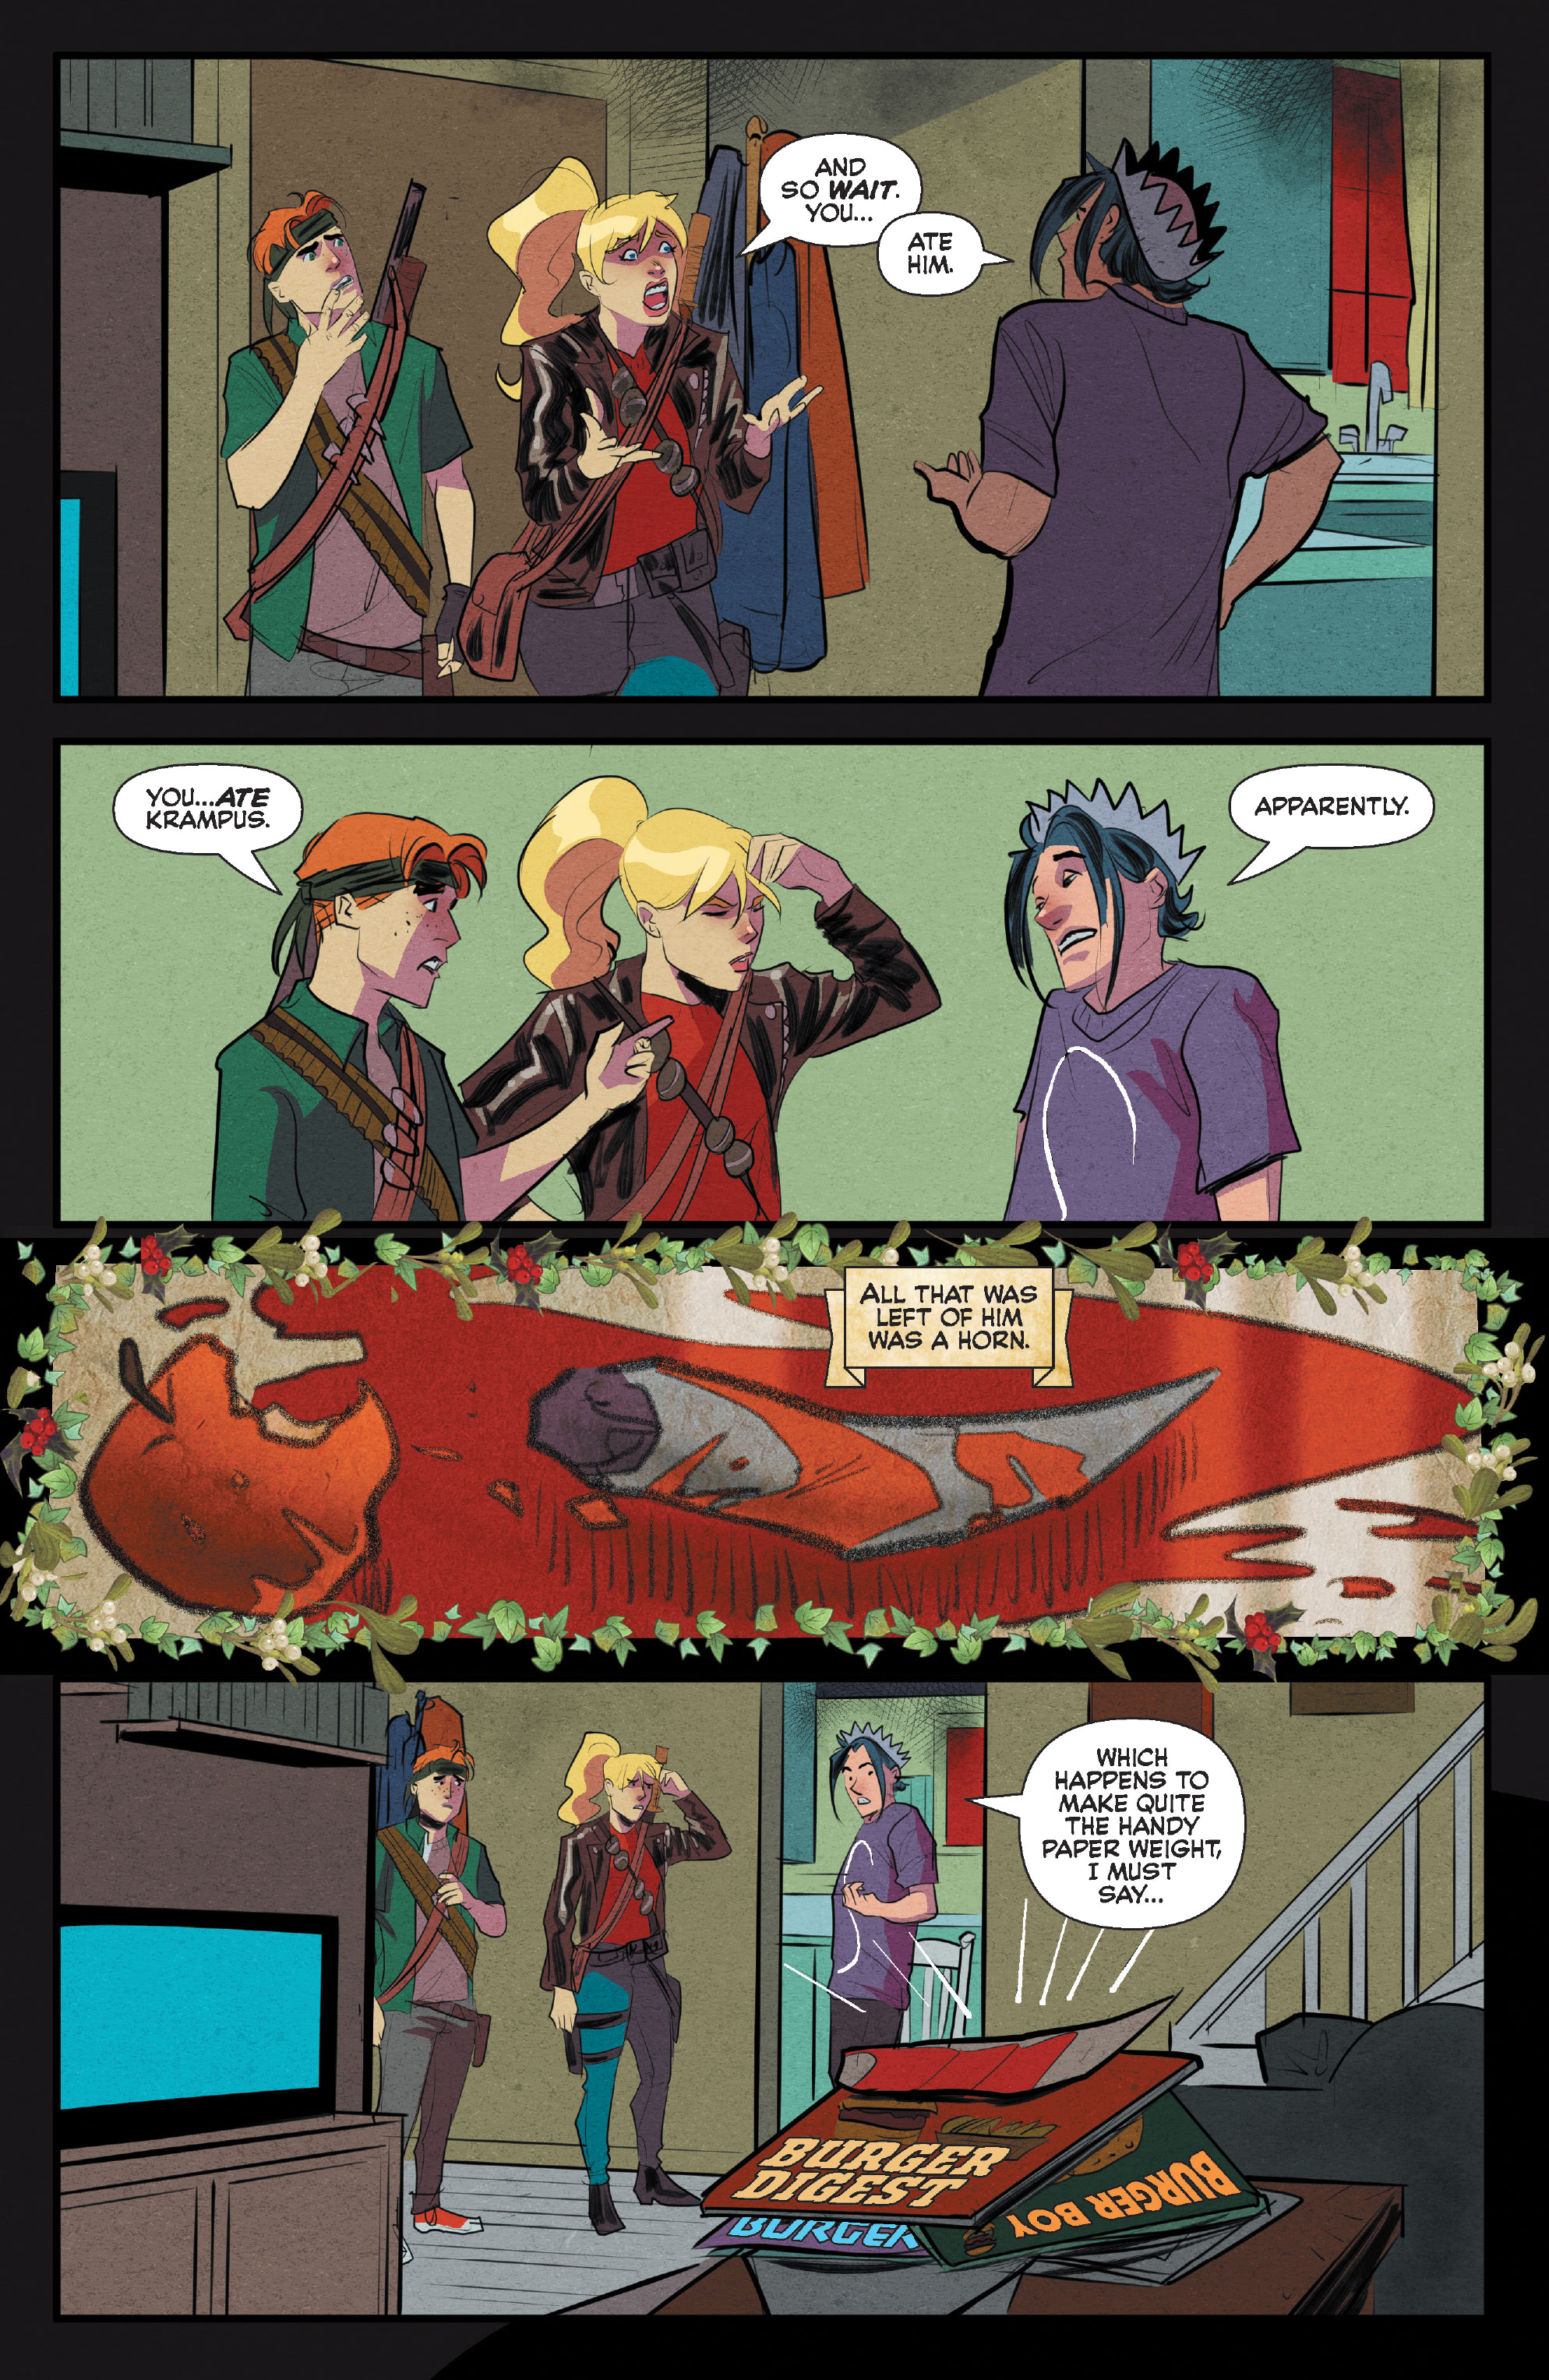 AND
SO WAIT.
YOU...
ATE
HIM.
YOU...ATE
KRAMPUS.
APPARENTLY.
ALL THAT WAS
LEFT OF HIM
WAS A HORN.
WHICH
HAPPENS TO
MAKE QUITE
THE HANDY
PAPER WEIGHT,
I MUST
SAY...
BURGER
DIGEST
BURGER BOY
BURGER